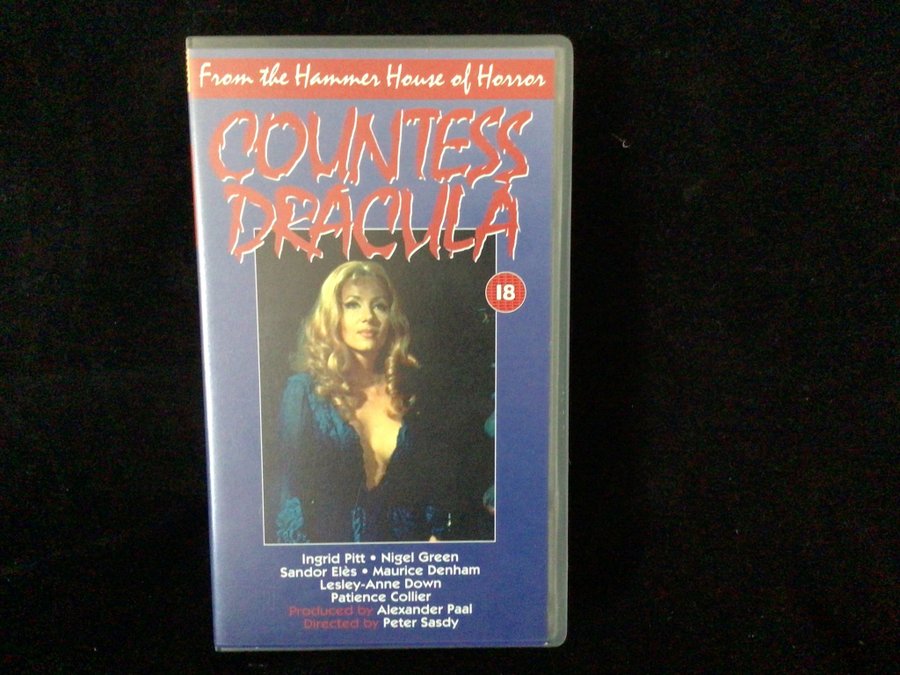 From the Hammer House of Horror
COUNTESS
DRACULA
18
Ingrid Pitt • Nigel Green
Sandor Elès • Maurice Denham
Lesley-Anne Down
Patience Collier
Produced by Alexander Paal
Directed by Peter Sasdy